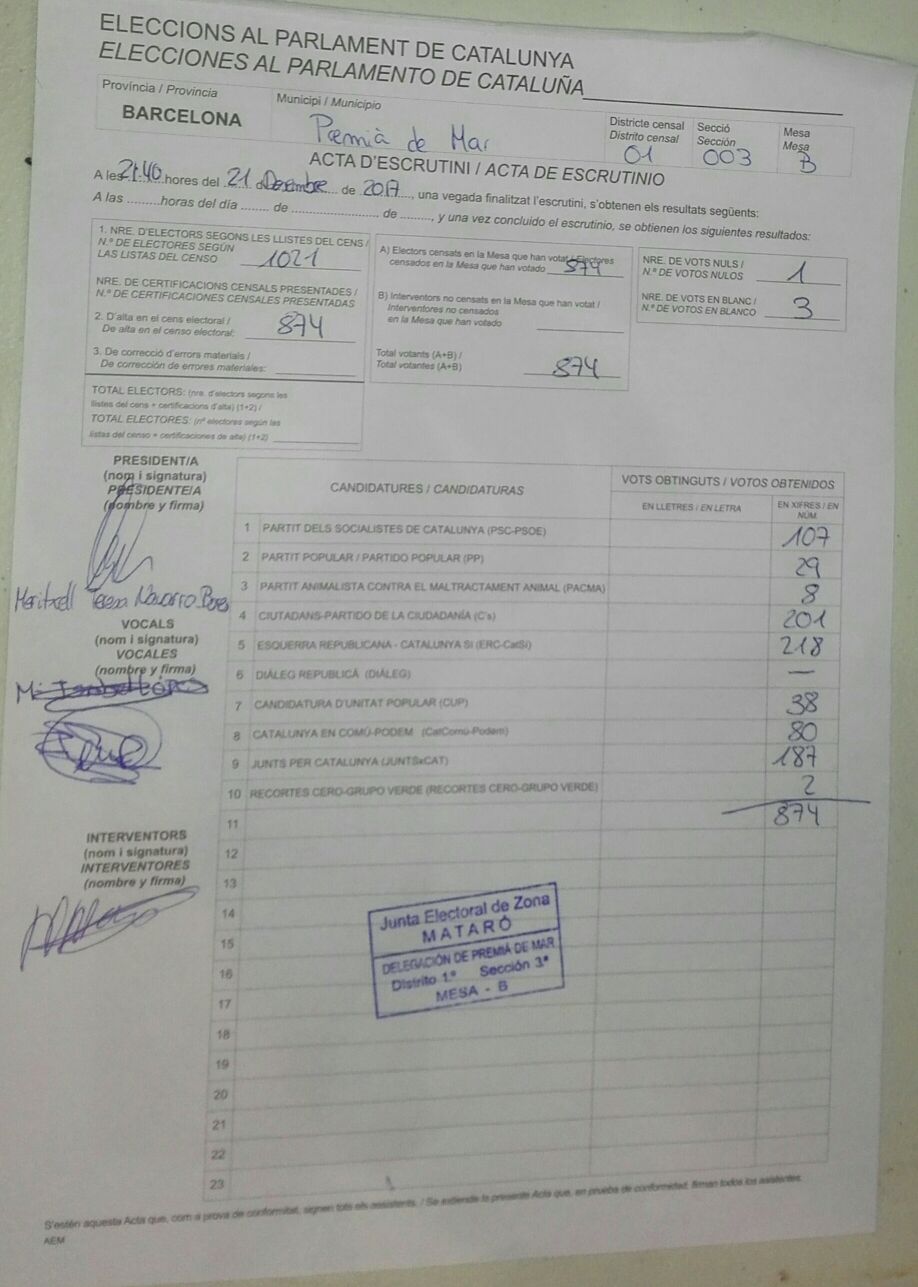 ELECCIONS AL PARLAMENT DE CATALUNYA
ELECCIONES AL PARLAMENTO DE CATALUÑA
Província / Provincia
BARCELONA
Municipi / Municipio
Premià de Mar
Districte censal
Distrito censal
01
Secció
Sección
003
Mesa
Mesa
B
ACTA D'ESCRUTINI / ACTA DE ESCRUTINIO
A les 21:40 hores del 21 d Desembre de 2017, una vegada finalitzat l'escrutini, s'obtenen els resultats següents:
A las .........horas del día ........ de ........................... de ........., y una vez concluido el escrutinio, se obtienen los siguientes resultados:
1. NRE. D'ELECTORS SEGONS LES LLISTES DEL CENS /
N.º DE ELECTORES SEGÚN
LAS LISTAS DEL CENSO 1021
NRE. DE CERTIFICACIONS CENSALS PRESENTADES /
N.º DE CERTIFICACIONES CENSALES PRESENTADAS
2. D'alta en el cens electoral /
De alta en el censo electoral: 874
3. De correcció d'errors materials /
De corrección de errores materiales:
TOTAL ELECTORS: (nre. d'electors segons les
llistes del cens + certificacions d'alta) (1+2) /
TOTAL ELECTORES: (nº electores según las
listas del censo + certificaciones de alta) (1+2)
A) Electors censats en la Mesa que han votat / Electores
censados en la Mesa que han votado 874
B) Interventors no censats en la Mesa que han votat /
Interventores no censados
en la Mesa que han votado
Total votants (A+B) /
Total votantes (A+B) 874
NRE. DE VOTS NULS /
N.º DE VOTOS NULOS 1
NRE. DE VOTS EN BLANC /
N.º DE VOTOS EN BLANCO 3
PRESIDENT/A
(nom i signatura)
PRESIDENTE/A
(nombre y firma)
Meritxell Teresa Navarro
VOCALS
(nom i signatura)
VOCALES
(nombre y firma)
INTERVENTORS
(nom i signatura)
INTERVENTORES
(nombre y firma)
CANDIDATURES / CANDIDATURAS
VOTS OBTINGUTS / VOTOS OBTENIDOS
EN LLETRES / EN LETRA
EN XIFRES / EN NÚM.
1 PARTIT DELS SOCIALISTES DE CATALUNYA (PSC-PSOE) 107
2 PARTIT POPULAR / PARTIDO POPULAR (PP) 29
3 PARTIT ANIMALISTA CONTRA EL MALTRACTAMENT ANIMAL (PACMA) 8
4 CIUTADANS-PARTIDO DE LA CIUDADANÍA (C's) 201
5 ESQUERRA REPUBLICANA - CATALUNYA SÍ (ERC-CatSí) 218
6 DIÀLEG REPUBLICÀ (DIÀLEG) —
7 CANDIDATURA D'UNITAT POPULAR (CUP) 38
8 CATALUNYA EN COMÚ-PODEM (CatComú-Podem) 80
9 JUNTS PER CATALUNYA (JUNTSxCAT) 187
10 RECORTES CERO-GRUPO VERDE (RECORTES CERO-GRUPO VERDE) 2
11 874
12
13
14
15
16
17
18
19
20
21
22
23
Junta Electoral de Zona
MATARÓ
DELEGACIÓN DE PREMIÀ DE MAR
Distrito 1.º Sección 3ª
MESA - B
S'estén aquesta Acta que, com a prova de conformitat, signen tots els assistents. / Se extiende la presente Acta que, en prueba de conformidad, firman todos los asistentes.
AEM